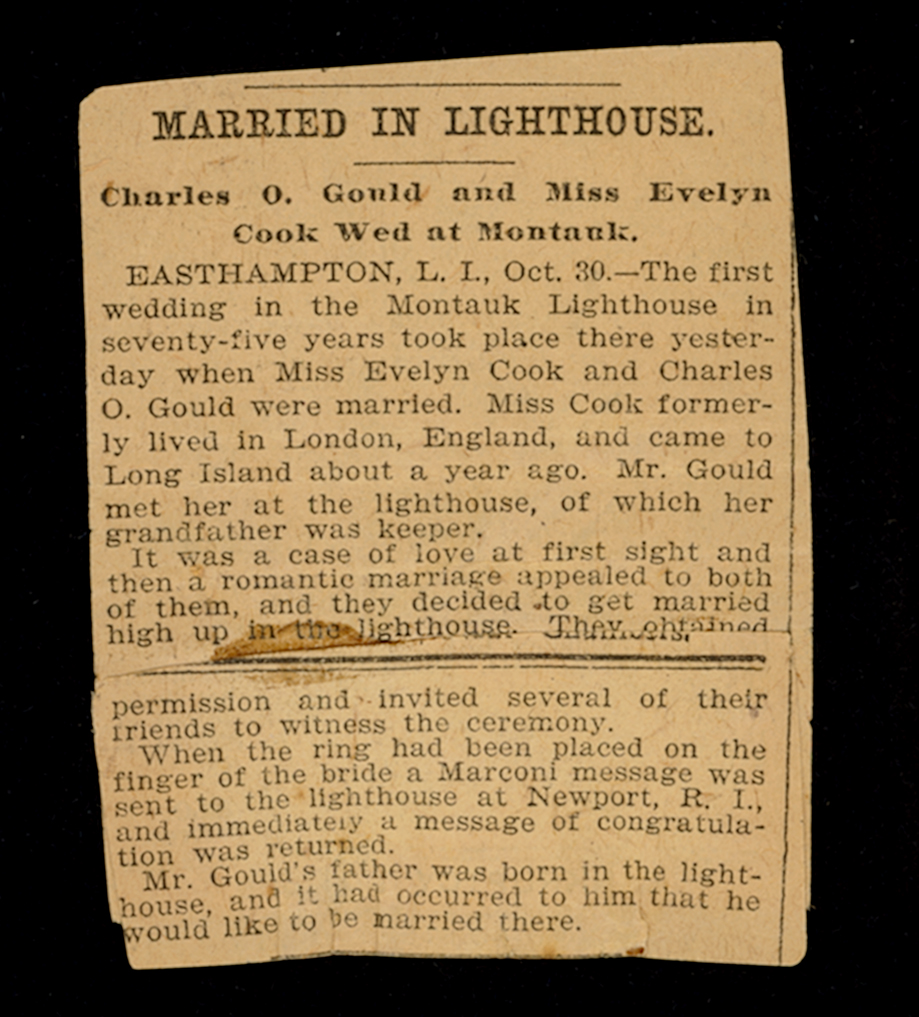 MARRIED IN LIGHTHOUSE.
Charles O. Gould and Miss Evelyn
Cook Wed at Montauk.
EASTHAMPTON, L. I., Oct. 30.—The first
wedding in the Montauk Lighthouse in
seventy-five years took place there yester-
day when Miss Evelyn Cook and Charles
O. Gould were married. Miss Cook former-
ly lived in London, England, and came to
Long Island about a year ago. Mr. Gould
met her at the lighthouse, of which her
grandfather was keeper.
It was a case of love at first sight and
then a romantic marriage appealed to both
of them, and they decided to get married
high up in the lighthouse. They obtained
permission and invited several of their
friends to witness the ceremony.
When the ring had been placed on the
finger of the bride a Marconi message was
sent to the lighthouse at Newport, R. I.,
and immediately a message of congratula-
tion was returned.
Mr. Gould's father was born in the light-
house, and it had occurred to him that he
would like to be married there.